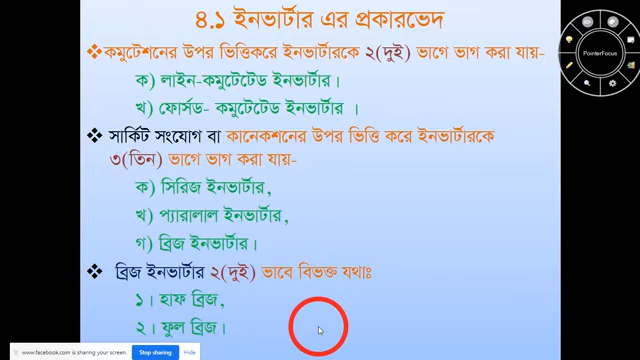 ৪.১ ইনভার্টার এর প্রকারভেদ
PointerFocus
❖ কমুটেশনের উপর ভিত্তিকরে ইনভার্টারকে ২(দুই) ভাগে ভাগ করা যায়-
ক) লাইন-কমুটেটেড ইনভার্টার।
খ) ফোর্সড- কমুটেটেড ইনভার্টার ।
❖ সার্কিট সংযোগ বা কানেকশনের উপর ভিত্তি করে ইনভার্টারকে
৩(তিন) ভাগে ভাগ করা যায়-
ক) সিরিজ ইনভার্টার,
খ) প্যারালাল ইনভার্টার,
গ) ব্রিজ ইনভার্টার।
❖ ব্রিজ ইনভার্টার ২(দুই) ভাবে বিভক্ত যথাঃ
১। হাফ ব্রিজ,
২। ফুল ব্রিজ।
www.facebook.com is sharing your screen. Stop sharing Hide